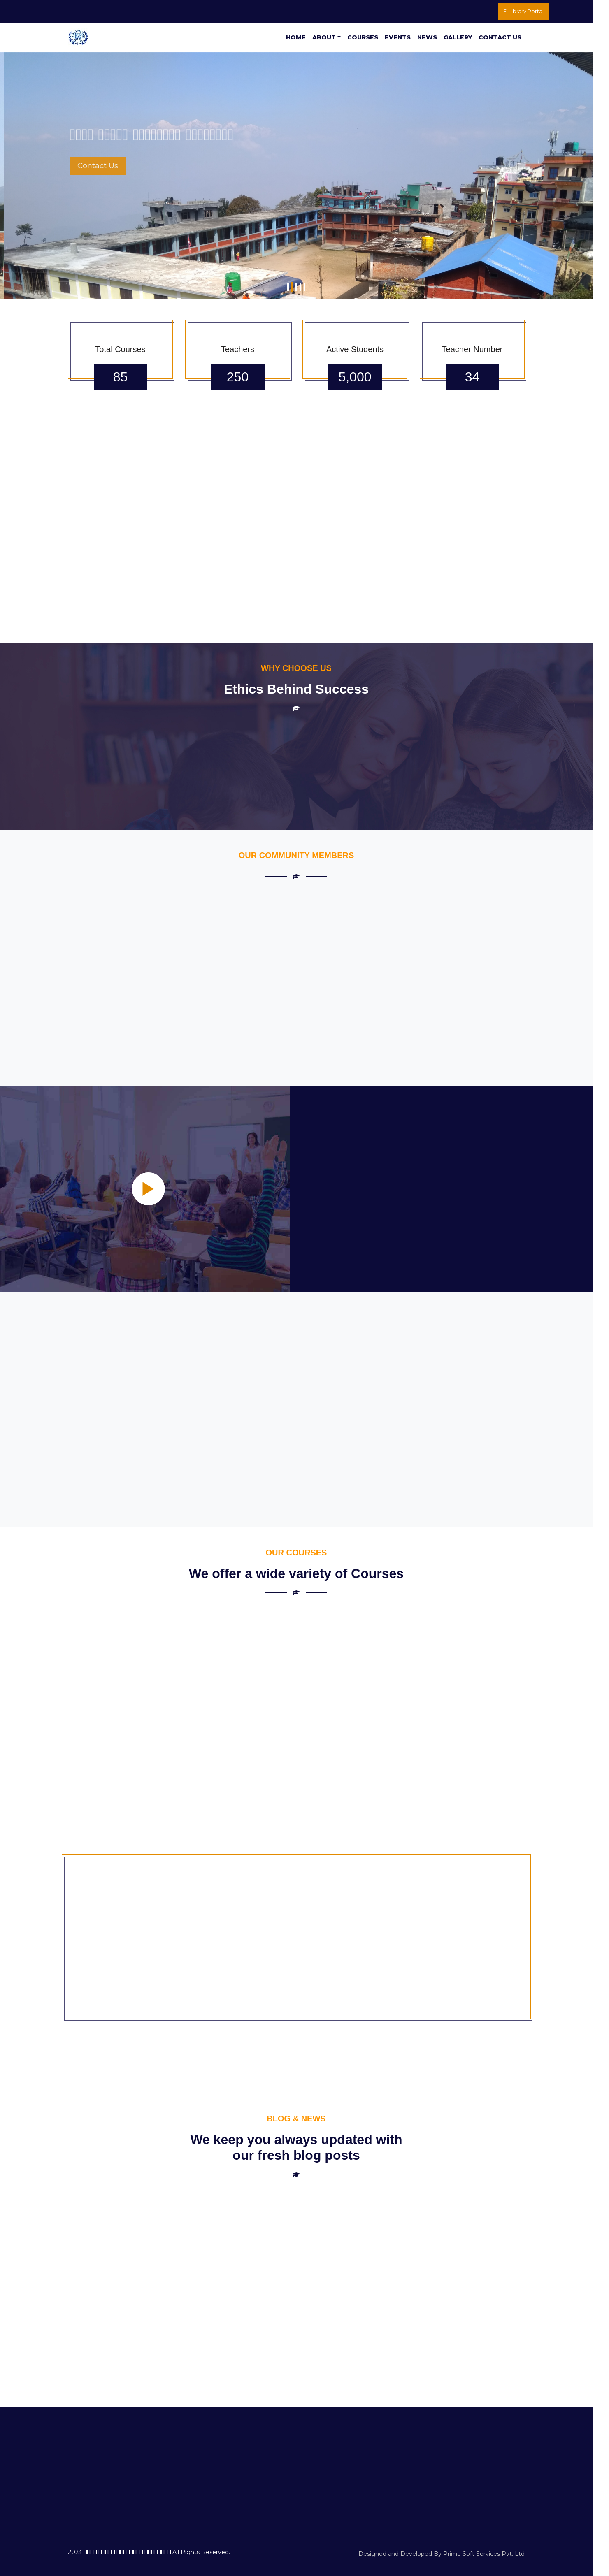 E-Library Portal
HOME ABOUT COURSES EVENTS NEWS GALLERY CONTACT US
Contact Us
Total Courses
85
Teachers
250
Active Students
5,000
Teacher Number
34
WHY CHOOSE US
Ethics Behind Success
OUR COMMUNITY MEMBERS
OUR COURSES
We offer a wide variety of Courses
BLOG & NEWS
We keep you always updated with
our fresh blog posts
2023 All Rights Reserved.
Designed and Developed By Prime Soft Services Pvt. Ltd